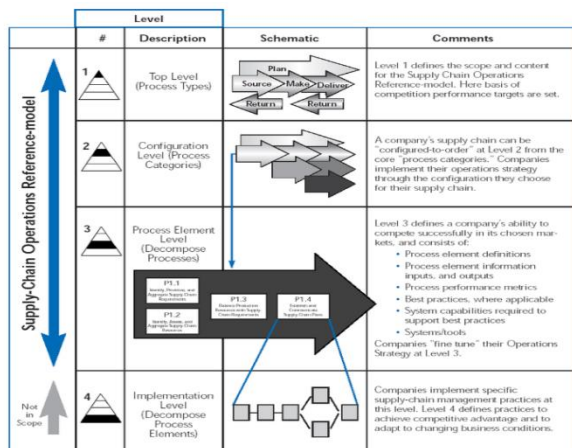 Level
#
Description
Schematic
Comments
Supply-Chain Operations Reference-model
Not
in
Scope
1
Top Level
(Process Types)
Plan
Source
Make
Deliver
Return
Return
Level 1 defines the scope and content
for the Supply Chain Operations
Reference-model. Here basis of
competition performance targets are set.
2
Configuration
Level (Process
Categories)
A company's supply chain can be
"configured-to-order" at Level 2 from the
core "process categories." Companies
implement their operations strategy
through the configuration they choose
for their supply chain.
3
Process Element
Level (Decompose
Processes)
P1.1
P1.2
P1.3
P1.4
Level 3 defines a company's ability to
compete successfully in its chosen mar-
kets, and consists of:
• Process element definitions
• Process element information
inputs, and outputs
• Process performance metrics
• Best practices, where applicable
• System capabilities required to
support best practices
• Systems/tools
Companies "fine tune" their Operations
Strategy at Level 3.
4
Implementation
Level (Decompose
Process Elements)
Companies implement specific
supply-chain management practices at
this level. Level 4 defines practices to
achieve competitive advantage and to
adapt to changing business conditions.